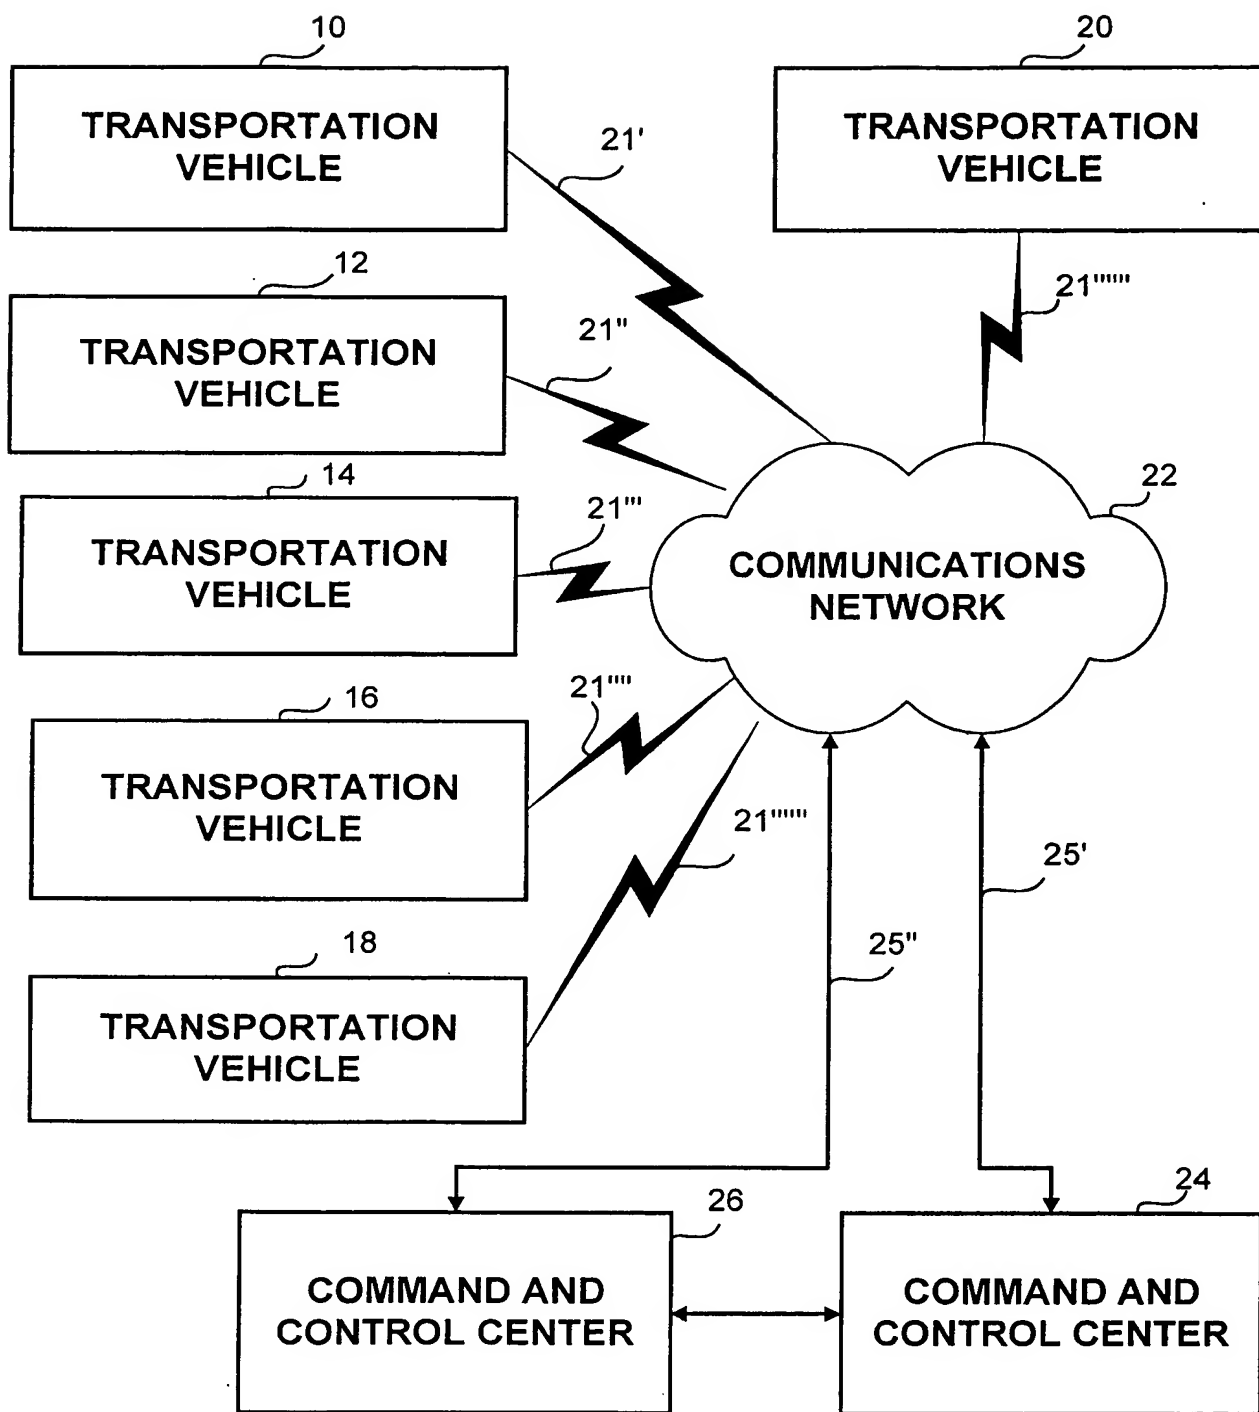 10
20
TRANSPORTATION
VEHICLE
21'
TRANSPORTATION
VEHICLE
12
21""""
TRANSPORTATION
VEHICLE
21"
14
22
TRANSPORTATION
VEHICLE
21'"
COMMUNICATIONS
NETWORK
16
21""
TRANSPORTATION
VEHICLE
21"""
25'
18
25"
TRANSPORTATION
VEHICLE
26
24
COMMAND AND
CONTROL CENTER
COMMAND AND
CONTROL CENTER